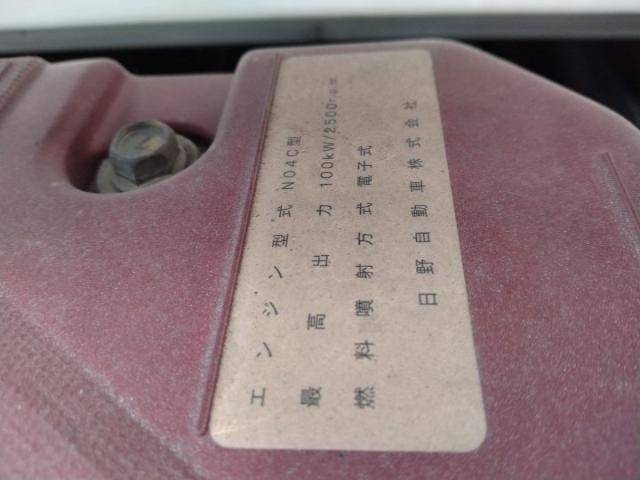 エンジン型式 N04C型
最高出力 100kW/2500r.p.m
燃料噴射方式 電子式
日野自動車株式会社